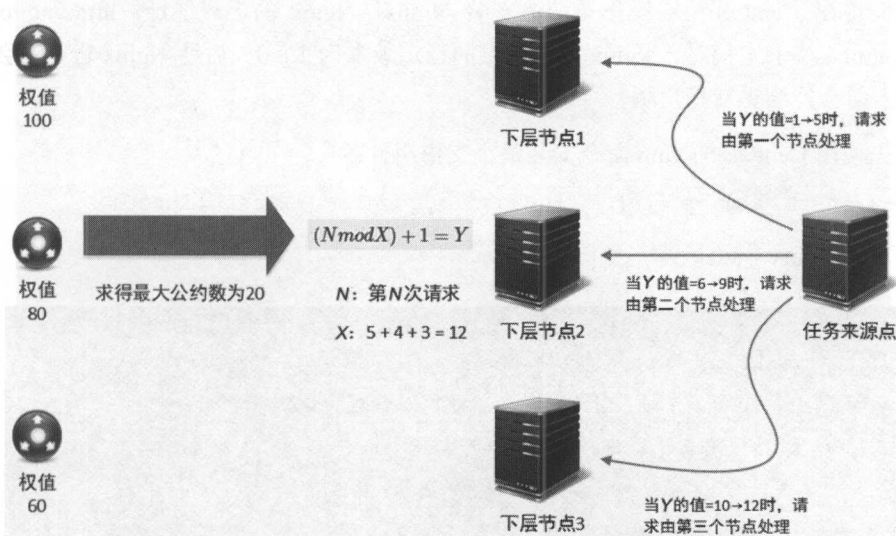 权值
100
下层节点1
当Y的值=1→5时，请求
由第一个节点处理
权值
80
求得最大公约数为20
(NmodX) + 1 = Y
N：第N次请求
X：5 + 4 + 3 = 12
下层节点2
当Y的值=6→9时，请求
由第二个节点处理
任务来源点
权值
60
下层节点3
当Y的值=10→12时，请
求由第三个节点处理